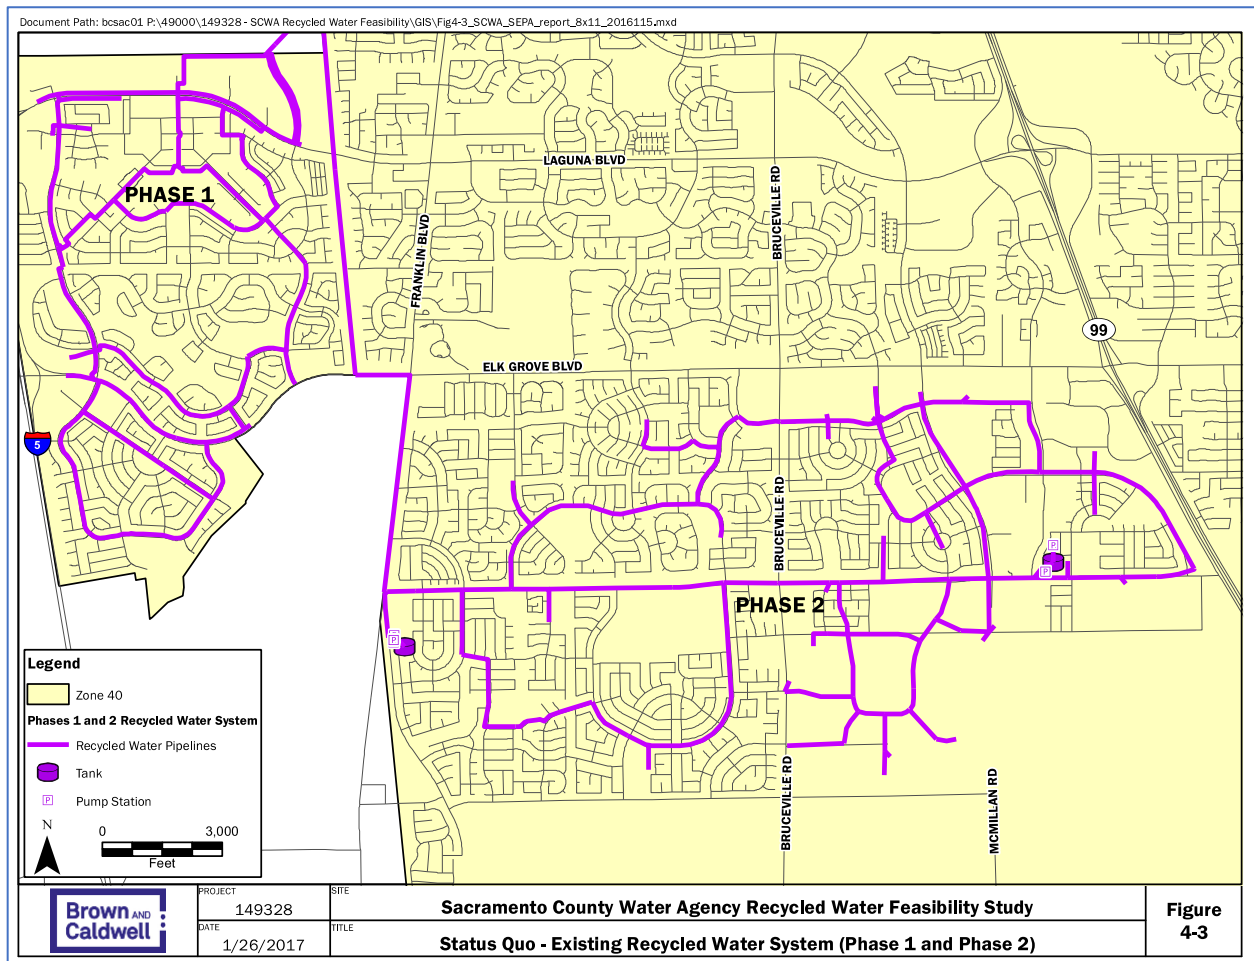 Document Path: bcsac01 P:\49000\149328 - SCWA Recycled Water Feasibility\GIS\Fig4-3_SCWA_SEPA_report_8x11_2016115.mxd
LAGUNA BLVD
PHASE 1
BRUCEVILLE RD
FRANKLIN BLVD
99
ELK GROVE BLVD
5
BRUCEVILLE RD
P
P
PHASE 2
P
P
BRUCEVILLE RD
MCMILLAN RD
Legend
Zone 40
Phases 1 and 2 Recycled Water System
Recycled Water Pipelines
Tank
P Pump Station
N
0 3,000
Feet
Brown AND
Caldwell
PROJECT
149328
DATE
1/26/2017
SITE
Sacramento County Water Agency Recycled Water Feasibility Study
TITLE
Status Quo - Existing Recycled Water System (Phase 1 and Phase 2)
Figure
4-3